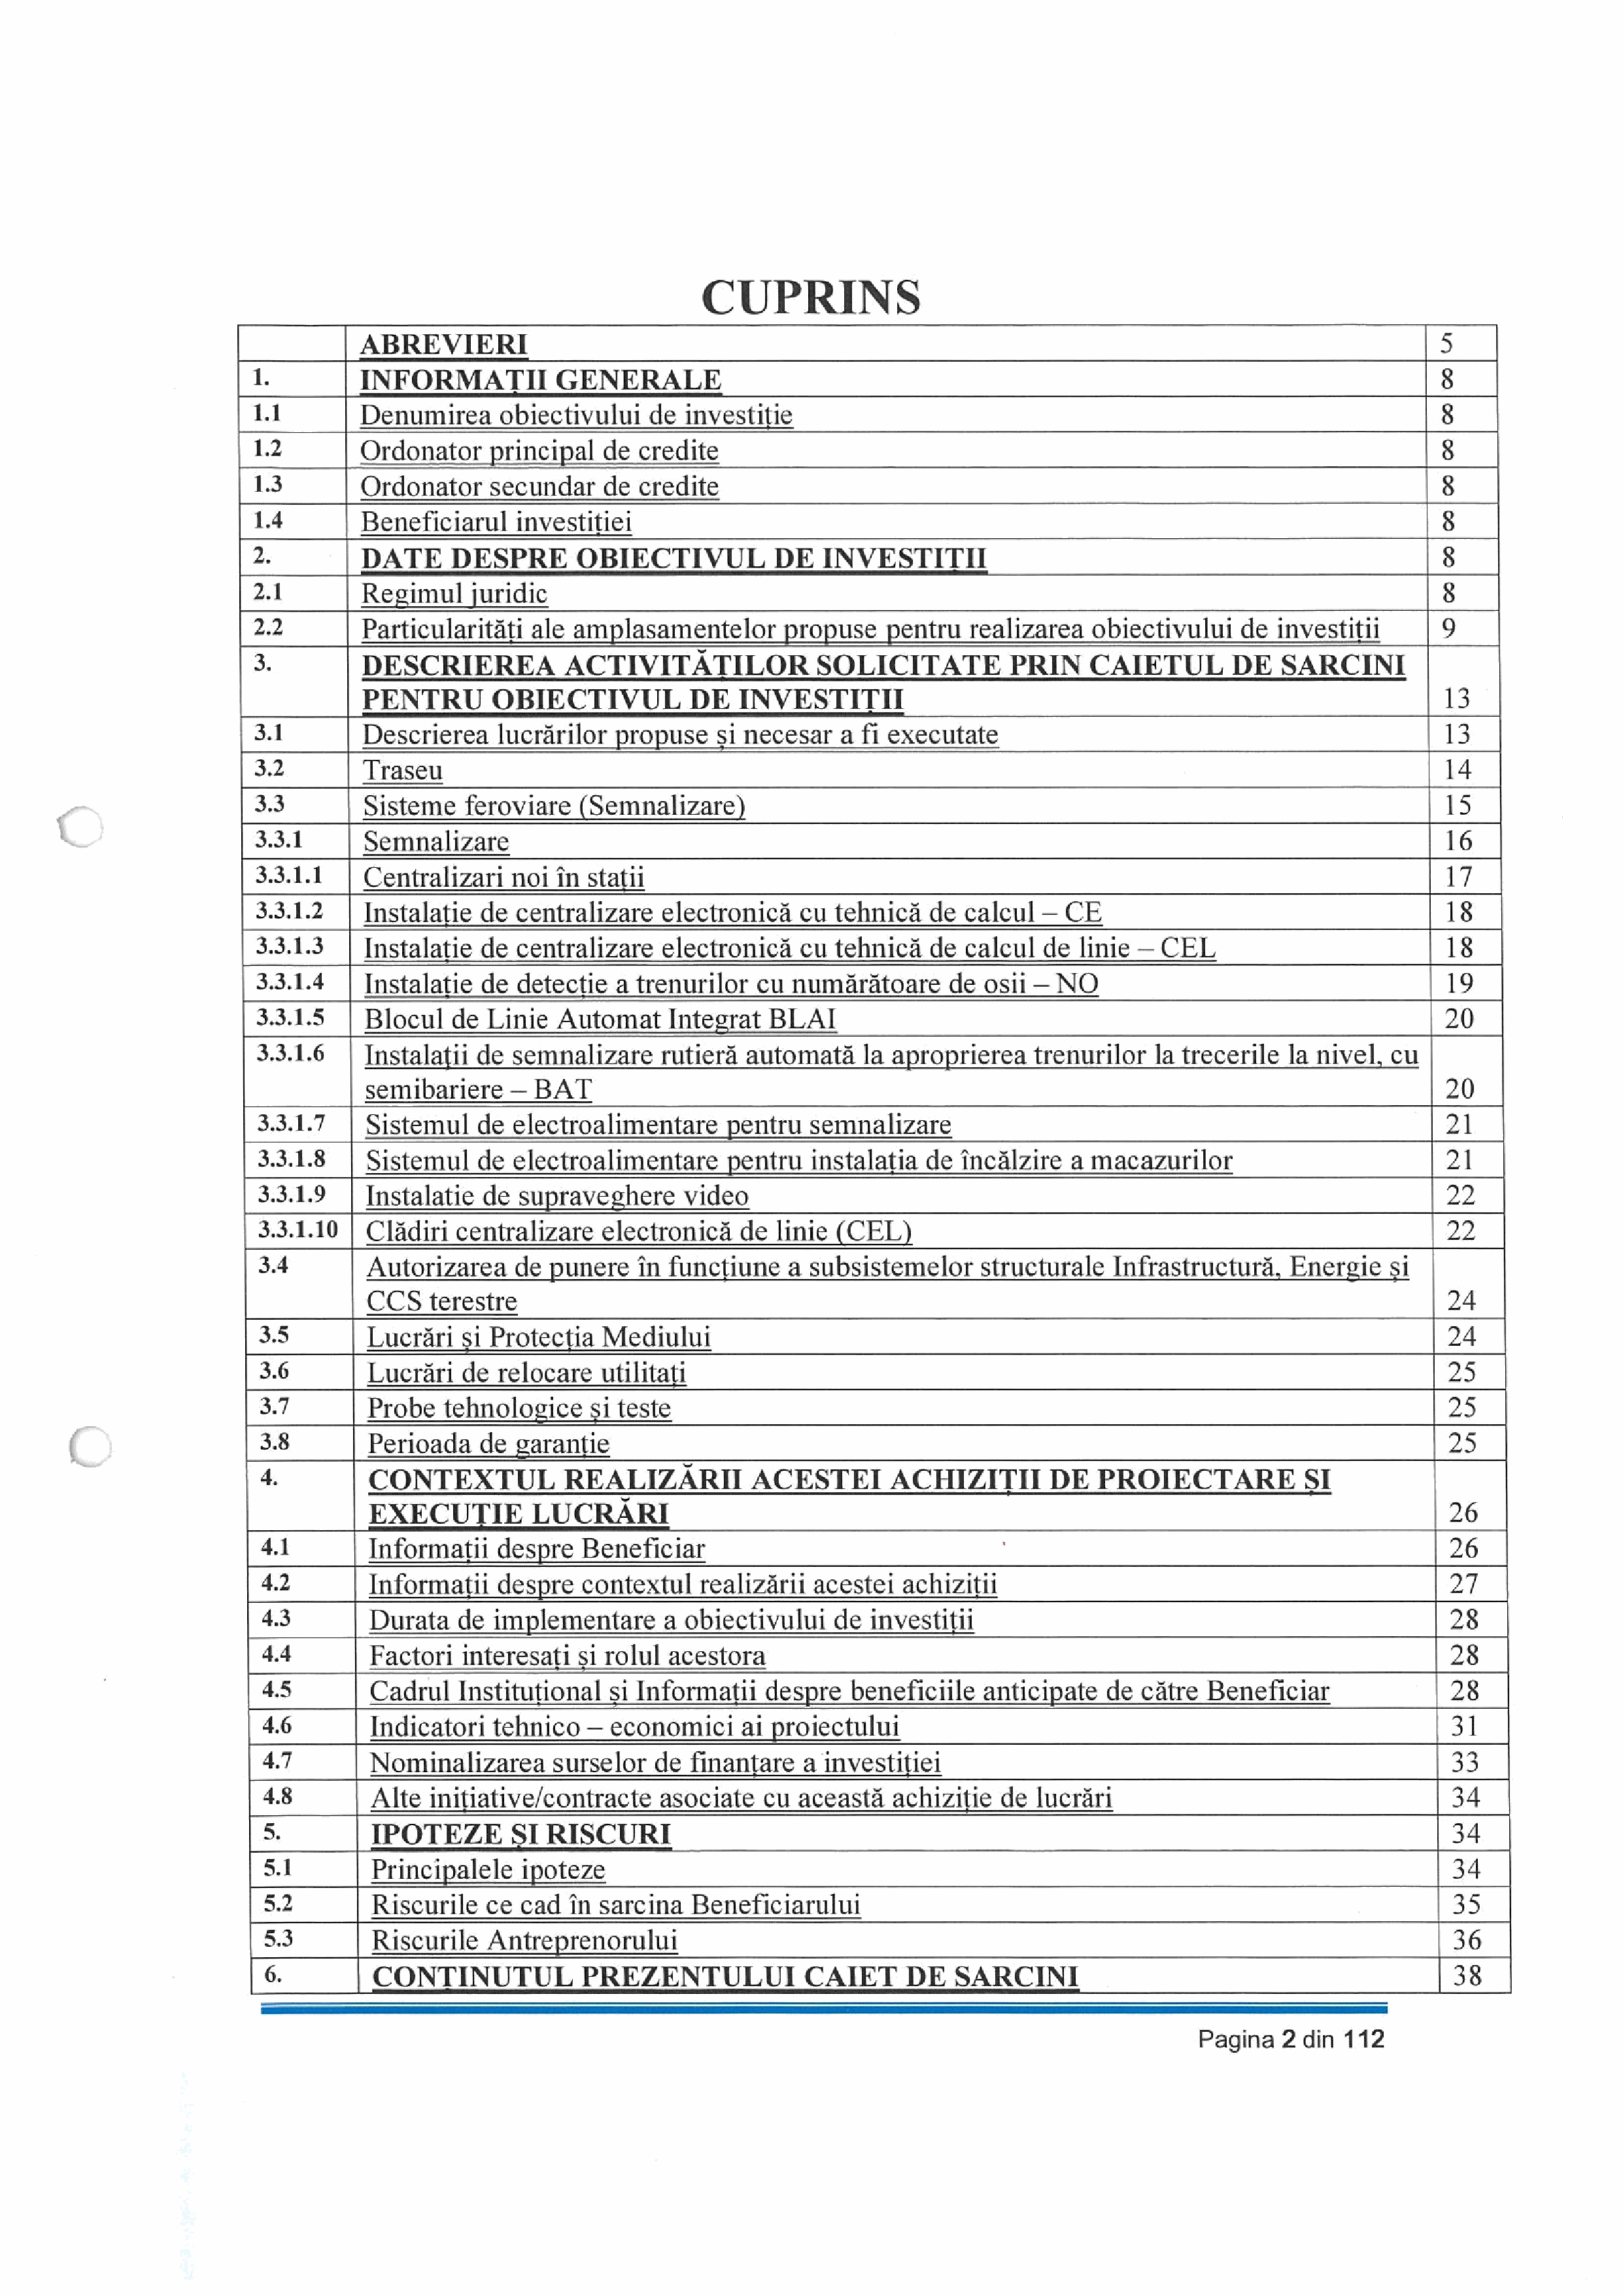 CUPRINS
ABREVIERI 5
1. INFORMAȚII GENERALE 8
1.1 Denumirea obiectivului de investiție 8
1.2 Ordonator principal de credite 8
1.3 Ordonator secundar de credite 8
1.4 Beneficiarul investiției 8
2. DATE DESPRE OBIECTIVUL DE INVESTIȚII 8
2.1 Regimul juridic 8
2.2 Particularități ale amplasamentelor propuse pentru realizarea obiectivului de investiții 9
3. DESCRIEREA ACTIVITĂȚILOR SOLICITATE PRIN CAIETUL DE SARCINI
PENTRU OBIECTIVUL DE INVESTIȚII 13
3.1 Descrierea lucrărilor propuse și necesar a fi executate 13
3.2 Traseu 14
3.3 Sisteme feroviare (Semnalizare) 15
3.3.1 Semnalizare 16
3.3.1.1 Centralizari noi în stații 17
3.3.1.2 Instalație de centralizare electronică cu tehnică de calcul – CE 18
3.3.1.3 Instalație de centralizare electronică cu tehnică de calcul de linie – CEL 18
3.3.1.4 Instalație de detecție a trenurilor cu numărătoare de osii – NO 19
3.3.1.5 Blocul de Linie Automat Integrat BLAI 20
3.3.1.6 Instalații de semnalizare rutieră automată la aproprierea trenurilor la trecerile la nivel, cu
semibariere – BAT 20
3.3.1.7 Sistemul de electroalimentare pentru semnalizare 21
3.3.1.8 Sistemul de electroalimentare pentru instalația de încălzire a macazurilor 21
3.3.1.9 Instalatie de supraveghere video 22
3.3.1.10 Clădiri centralizare electronică de linie (CEL) 22
3.4 Autorizarea de punere în funcțiune a subsistemelor structurale Infrastructură, Energie și
CCS terestre 24
3.5 Lucrări și Protecția Mediului 24
3.6 Lucrări de relocare utilitați 25
3.7 Probe tehnologice și teste 25
3.8 Perioada de garanție 25
4. CONTEXTUL REALIZĂRII ACESTEI ACHIZIȚII DE PROIECTARE ȘI
EXECUȚIE LUCRĂRI 26
4.1 Informații despre Beneficiar 26
4.2 Informații despre contextul realizării acestei achiziții 27
4.3 Durata de implementare a obiectivului de investiții 28
4.4 Factori interesați și rolul acestora 28
4.5 Cadrul Instituțional și Informații despre beneficiile anticipate de către Beneficiar 28
4.6 Indicatori tehnico – economici ai proiectului 31
4.7 Nominalizarea surselor de finanțare a investiției 33
4.8 Alte inițiative/contracte asociate cu această achiziție de lucrări 34
5. IPOTEZE ȘI RISCURI 34
5.1 Principalele ipoteze 34
5.2 Riscurile ce cad în sarcina Beneficiarului 35
5.3 Riscurile Antreprenorului 36
6. CONTINUTUL PREZENTULUI CAIET DE SARCINI 38
Pagina 2 din 112